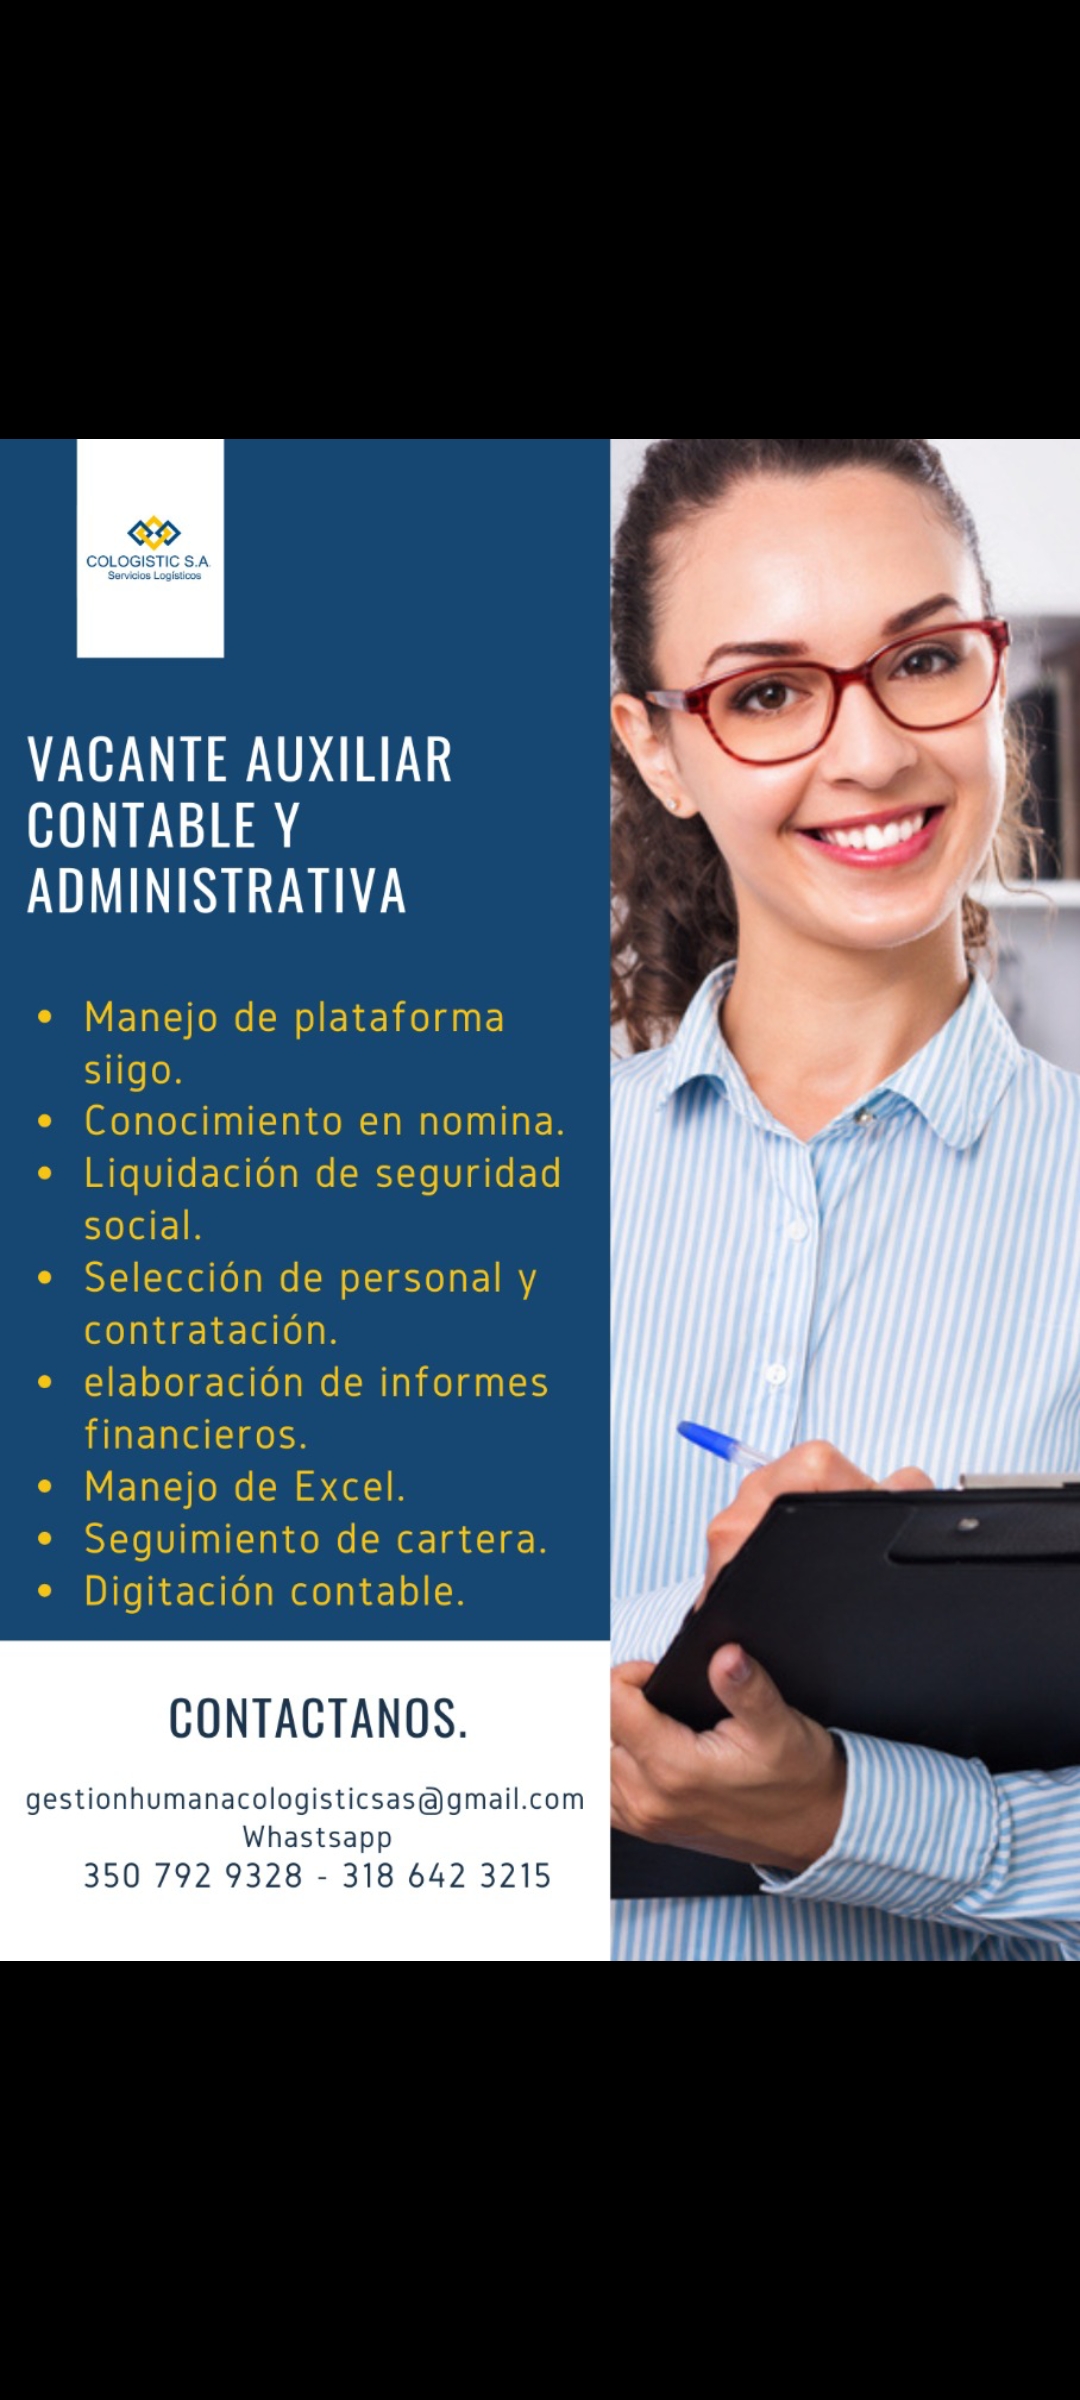 COLOGISTIC S.A.
Servicios Logísticos
VACANTE AUXILIAR
CONTABLE Y
ADMINISTRATIVA
• Manejo de plataforma
siigo.
• Conocimiento en nomina.
• Liquidación de seguridad
social.
• Selección de personal y
contratación.
• elaboración de informes
financieros.
• Manejo de Excel.
• Seguimiento de cartera.
• Digitación contable.
CONTACTANOS.
gestionhumanacologisticsas@gmail.com
Whastsapp
350 792 9328 - 318 642 3215